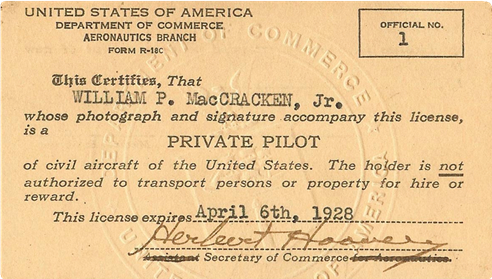 UNITED STATES OF AMERICA
DEPARTMENT OF COMMERCE
AERONAUTICS BRANCH
FORM R-18C
OFFICIAL NO.
1
This Certifies, That
WILLIAM P. MacCRACKEN, Jr.
whose photograph and signature accompany this license,
is a
PRIVATE PILOT
of civil aircraft of the United States. The holder is not
authorized to transport persons or property for hire or
reward.
This license expires April 6th, 1928
Herbert Hoover
Assistant Secretary of Commerce for Aeronautics.